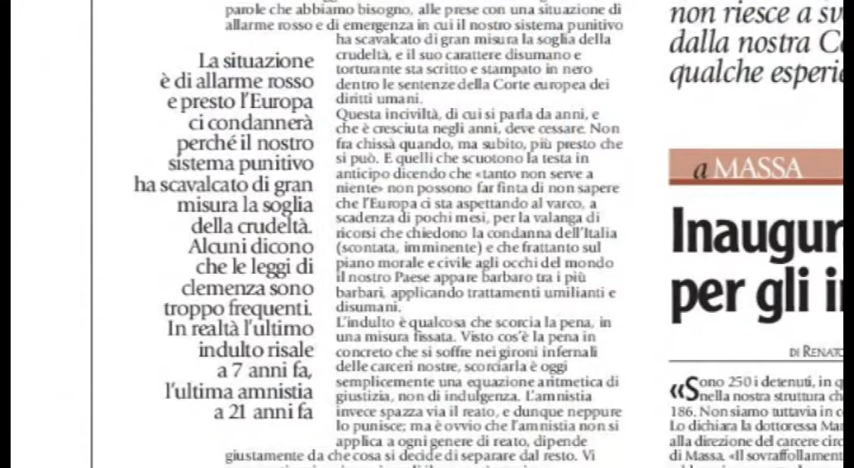 parole che abbiamo bisogno, alle prese con una situazione di
allarme rosso e di emergenza in cui il nostro sistema punitivo
ha scavalcato di gran misura la soglia della
crudeltà, e il suo carattere disumano e
torturante sta scritto e stampato in nero
dentro le sentenze della Corte europea dei
diritti umani.
Questa inciviltà, di cui si parla da anni, e
che è cresciuta negli anni, deve cessare. Non
fra chissà quando, ma subito, più presto che
si può. E quelli che scuotono la testa in
anticipo dicendo che «tanto non serve a
niente» non possono far finta di non sapere
che l'Europa ci sta aspettando al varco, a
scadenza di pochi mesi, per la valanga di
ricorsi che chiedono la condanna dell'Italia
(scontata, imminente) e che frattanto sul
piano morale e civile agli occhi del mondo
il nostro Paese appare barbaro tra i più
barbari, applicando trattamenti umilianti e
disumani.
L'indulto è qualcosa che scorcia la pena, in
una misura fissata. Visto cos'è la pena in
concreto che si soffre nei gironi infernali
delle carceri nostre, scorciarla è oggi
semplicemente una equazione aritmetica di
giustizia, non di indulgenza. L'amnistia
invece spazza via il reato, e dunque neppure
lo punisce; ma è ovvio che l'amnistia non si
applica a ogni genere di reato, dipende
giustamente da che cosa si decide di separare dal resto. Vi
La situazione
è di allarme rosso
e presto l'Europa
ci condannerà
perché il nostro
sistema punitivo
ha scavalcato di gran
misura la soglia
della crudeltà.
Alcuni dicono
che le leggi di
clemenza sono
troppo frequenti.
In realtà l'ultimo
indulto risale
a 7 anni fa,
l'ultima amnistia
a 21 anni fa
non riesce a sv
dalla nostra C
qualche esperie
a MASSA
Inaugur
per gli i
DI RENATO
«Sono 250 i detenuti, in q
nella nostra struttura ch
186. Non siamo tuttavia in c
Lo dichiara la dottoressa Mar
alla direzione del carcere circ
di Massa. «Il sovraffollament